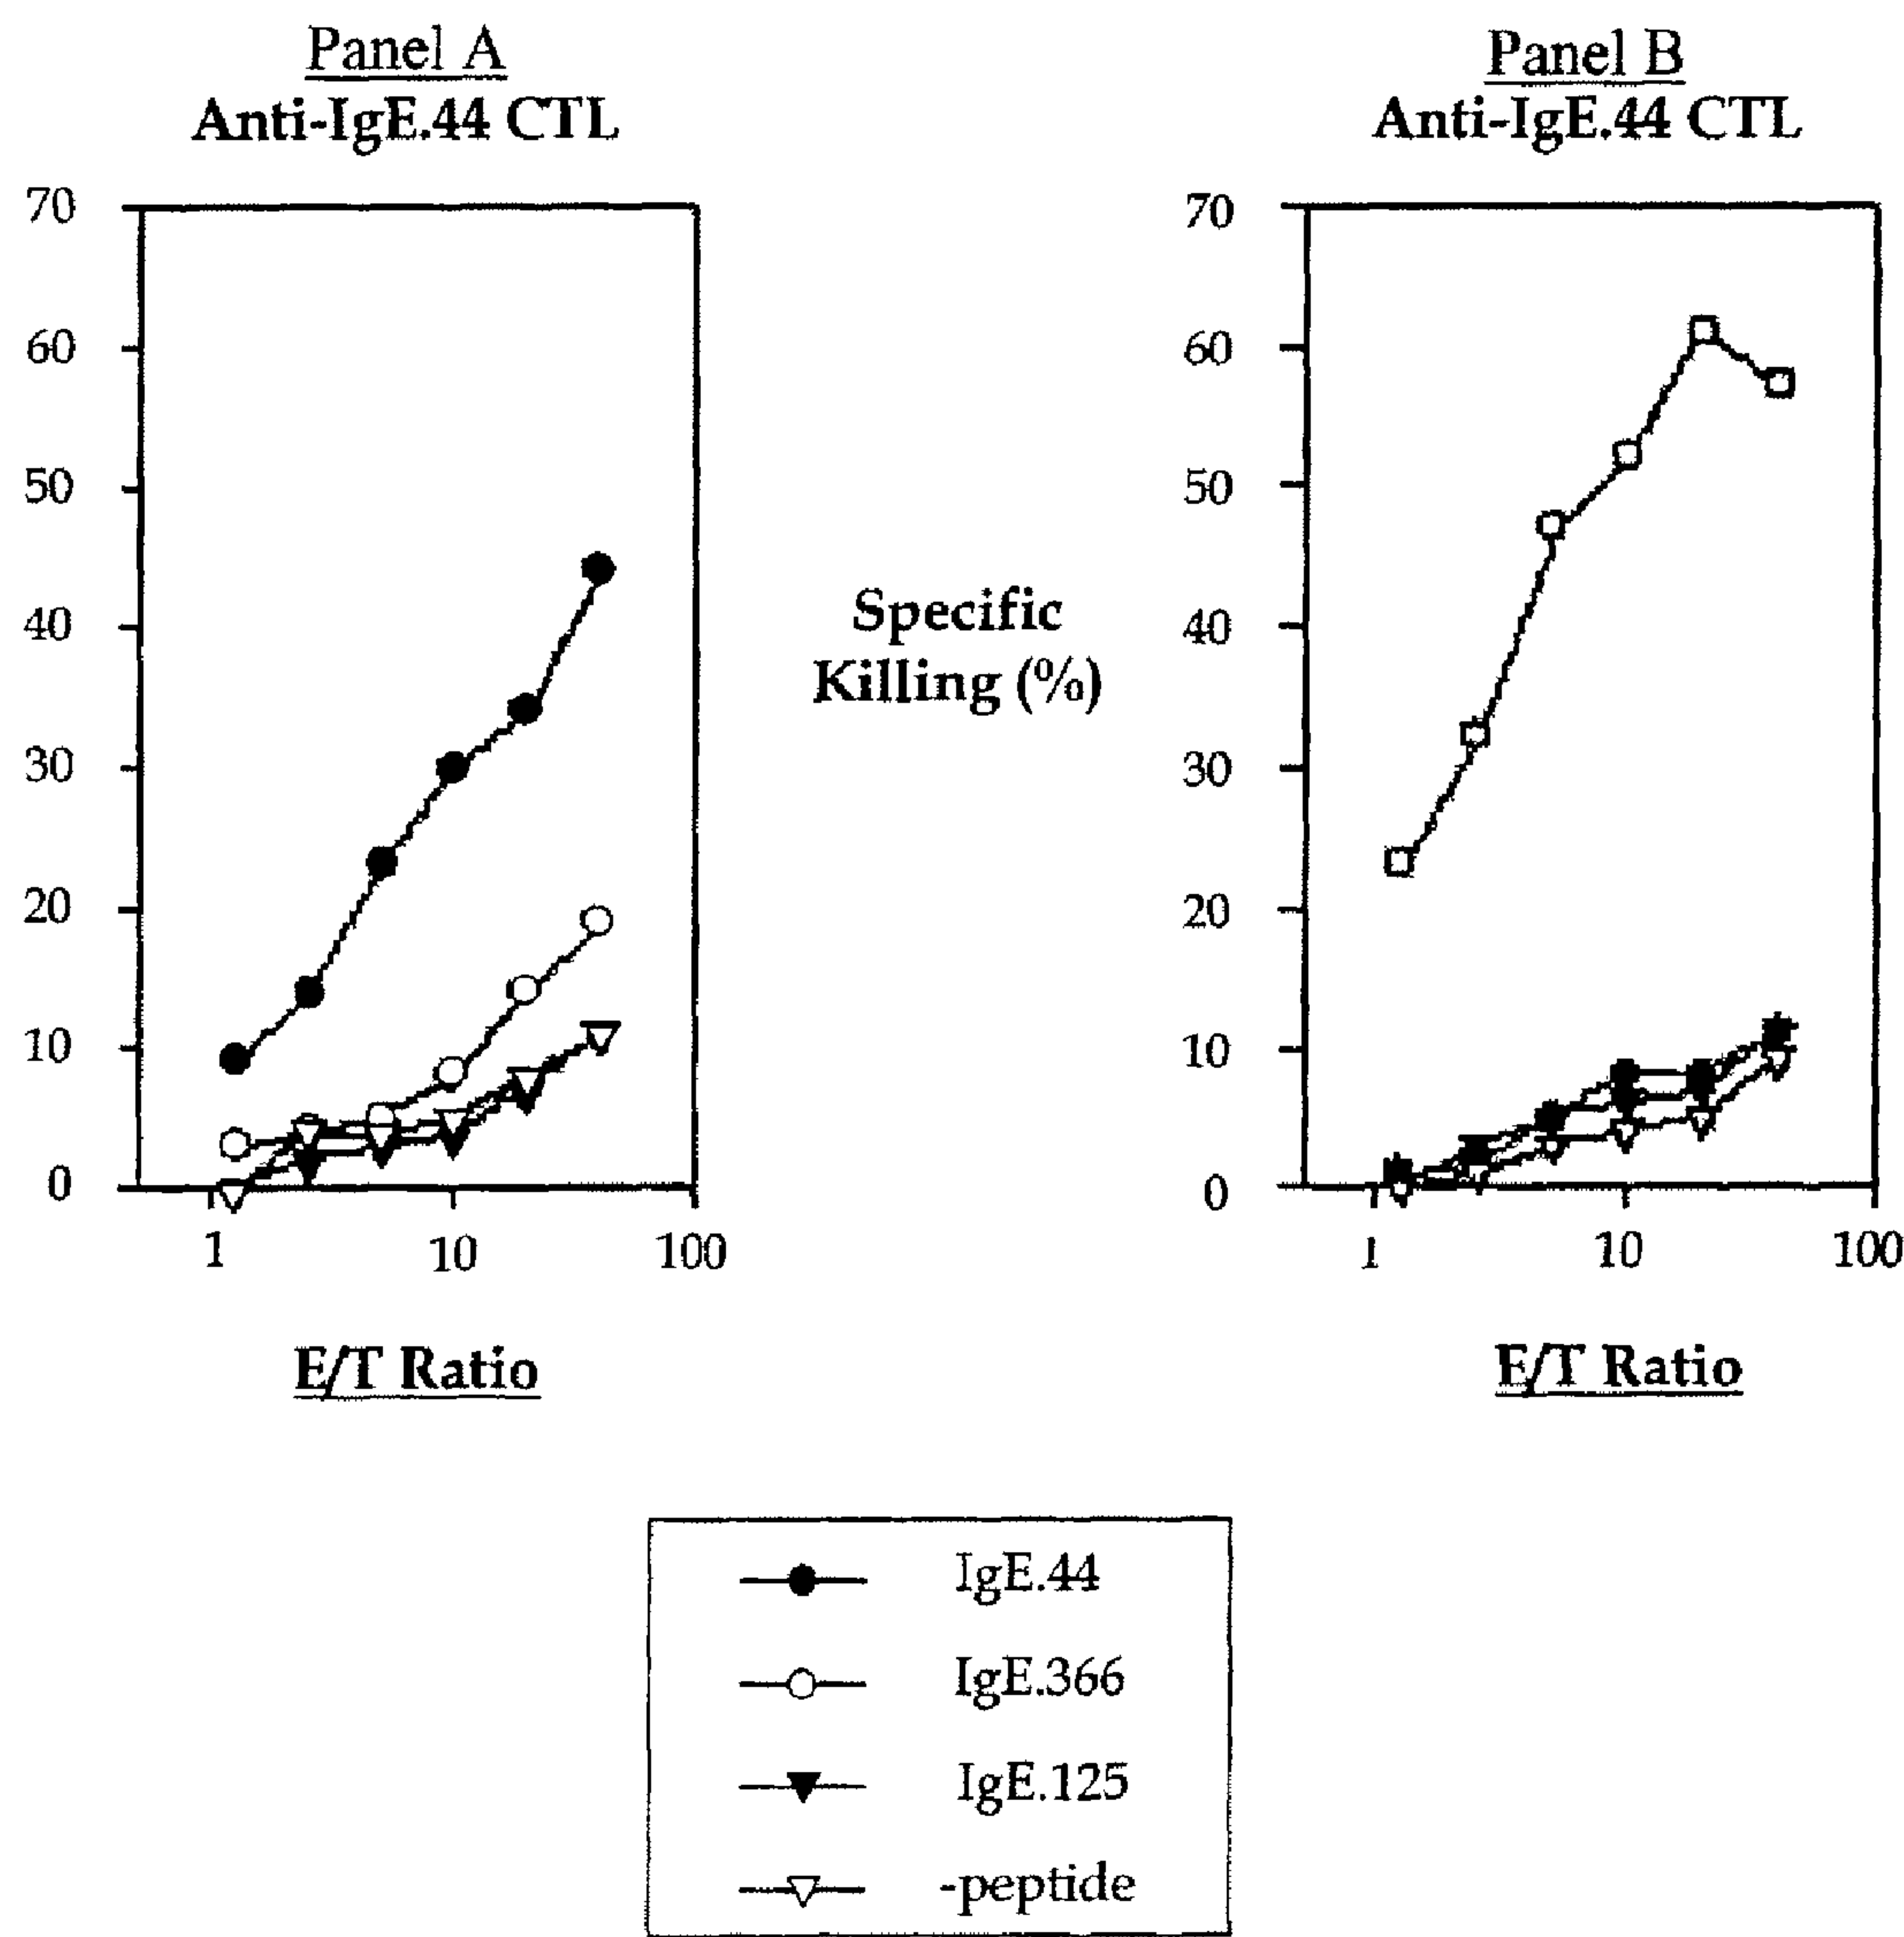 Panel A
Anti-IgE.44 CTL
70
60
50
40
30
20
10
0
1
10
100
E/T Ratio
Specific
Killing (%)
Panel B
Anti-IgE.44 CTL
70
60
50
40
30
20
10
0
1
10
100
E/T Ratio
IgE.44
IgE.366
IgE.125
-peptide